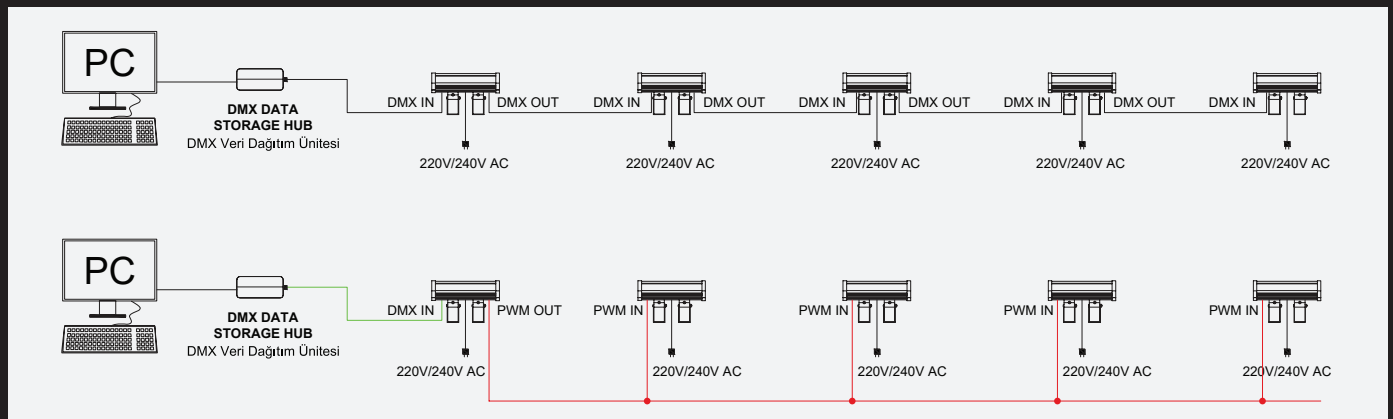 PC
DMX DATA
STORAGE HUB
DMX Veri Dağıtım Ünitesi
DMX IN DMX OUT DMX IN DMX OUT DMX IN DMX OUT DMX IN DMX OUT DMX IN
220V/240V AC 220V/240V AC 220V/240V AC 220V/240V AC 220V/240V AC
PC
DMX DATA
STORAGE HUB
DMX Veri Dağıtım Ünitesi
DMX IN PWM OUT PWM IN PWM IN PWM IN PWM IN
220V/240V AC 220V/240V AC 220V/240V AC 220V/240V AC 220V/240V AC